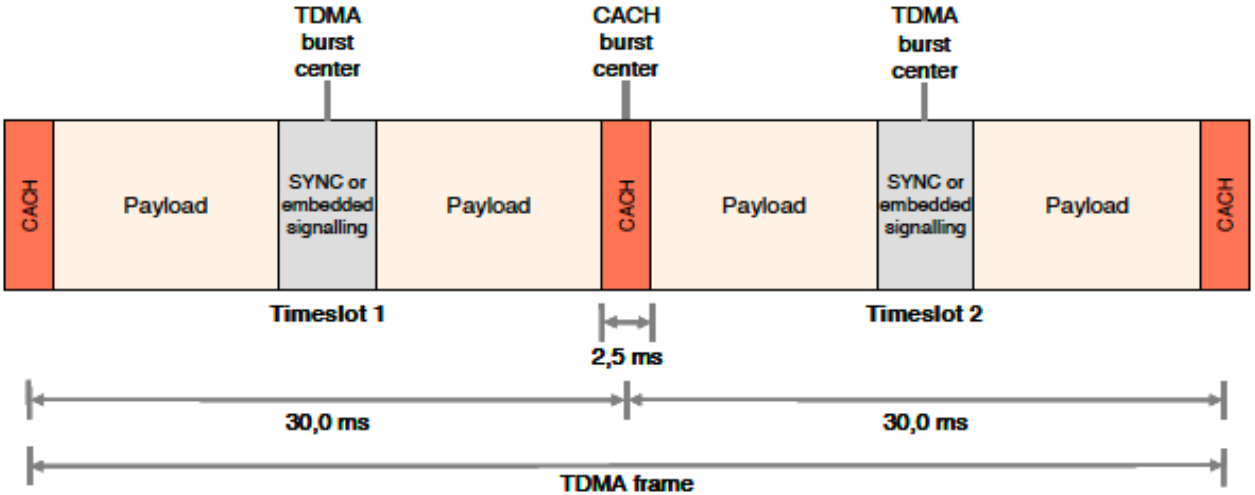 TDMA
burst
center
CACH
burst
center
TDMA
burst
center
CACH
Payload
SYNC or
embedded
signalling
Payload
CACH
Payload
SYNC or
embedded
signalling
Payload
CACH
Timeslot 1
Timeslot 2
2,5 ms
30,0 ms
30,0 ms
TDMA frame